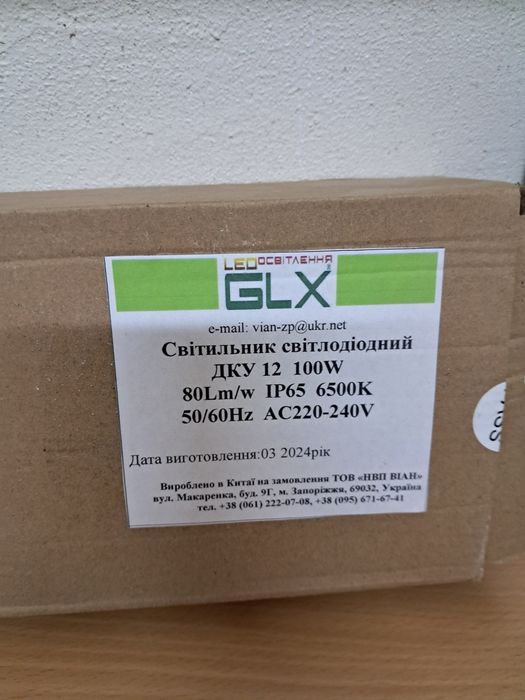 LED ОСВІТЛЕННЯ
GLX
e-mail: vian-zp@ukr.net
Світильник світлодіодний
ДКУ 12 100W
80Lm/w IP65 6500K
50/60Hz AC220-240V
Дата виготовлення:03 2024рік
Вироблено в Китаї на замовлення ТОВ «НВП ВІАН»
вул. Макаренка, буд. 9Г, м. Запоріжжя, 69032, Україна
тел. +38 (061) 222-07-08, +38 (095) 671-67-41